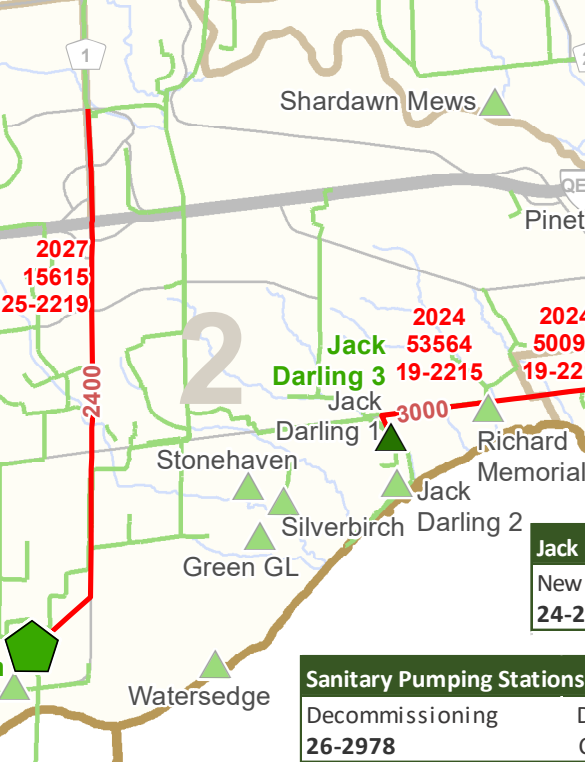 1
Shardawn Mews
QE
Pinet
2027
15615
25-2219
2400
2
Jack
Darling 3
2024
53564
19-2215
2024
5009
19-22
3000
Jack
Darling 1
Richard
Memorial
Stonehaven
Silverbirch
Jack
Darling 2
Green GL
Jack
New
24-2
Watersedge
Sanitary Pumping Stations
Decommissioning
26-2978